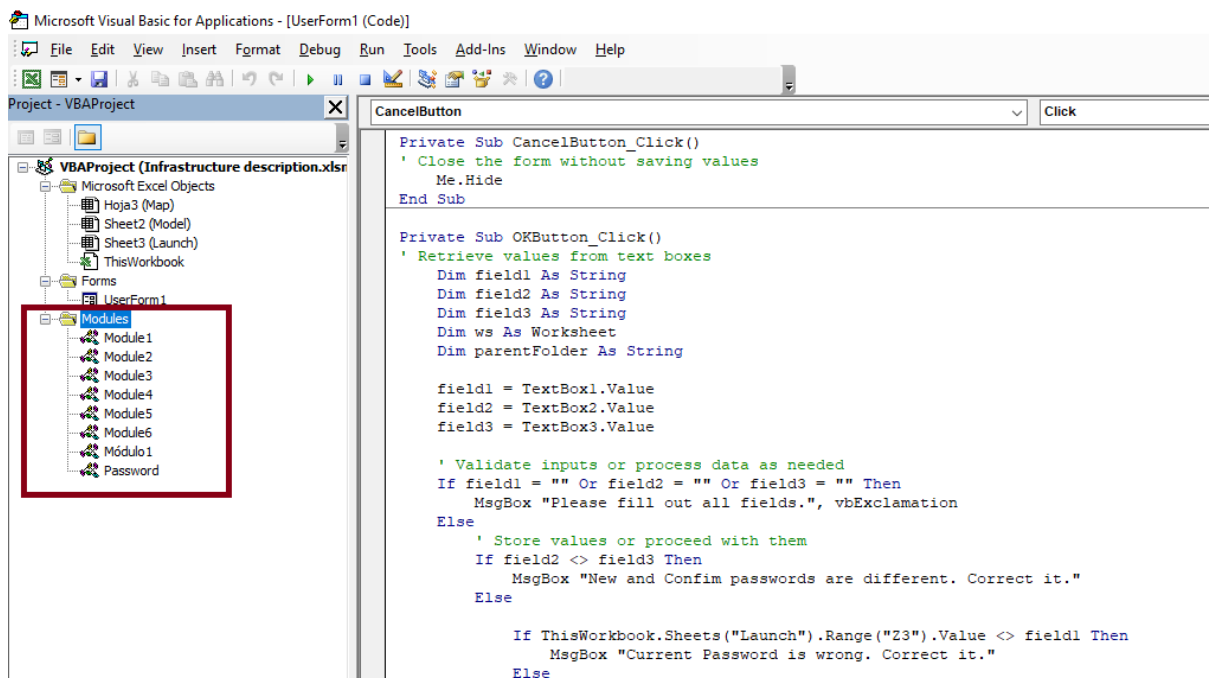 Microsoft Visual Basic for Applications - [UserForm1 (Code)]
File Edit View Insert Format Debug Run Tools Add-Ins Window Help
Project - VBAProject
VBAProject (Infrastructure description.xlsm
Microsoft Excel Objects
Hoja3 (Map)
Sheet2 (Model)
Sheet3 (Launch)
ThisWorkbook
Forms
UserForm1
Modules
Module1
Module2
Module3
Module4
Module5
Module6
Módulo1
Password
CancelButton
Click
Private Sub CancelButton_Click()
' Close the form without saving values
Me.Hide
End Sub
Private Sub OKButton_Click()
' Retrieve values from text boxes
Dim field1 As String
Dim field2 As String
Dim field3 As String
Dim ws As Worksheet
Dim parentFolder As String
field1 = TextBox1.Value
field2 = TextBox2.Value
field3 = TextBox3.Value
' Validate inputs or process data as needed
If field1 = "" Or field2 = "" Or field3 = "" Then
MsgBox "Please fill out all fields.", vbExclamation
Else
' Store values or proceed with them
If field2 <> field3 Then
MsgBox "New and Confim passwords are different. Correct it."
Else
If ThisWorkbook.Sheets("Launch").Range("Z3").Value <> field1 Then
MsgBox "Current Password is wrong. Correct it."
Else